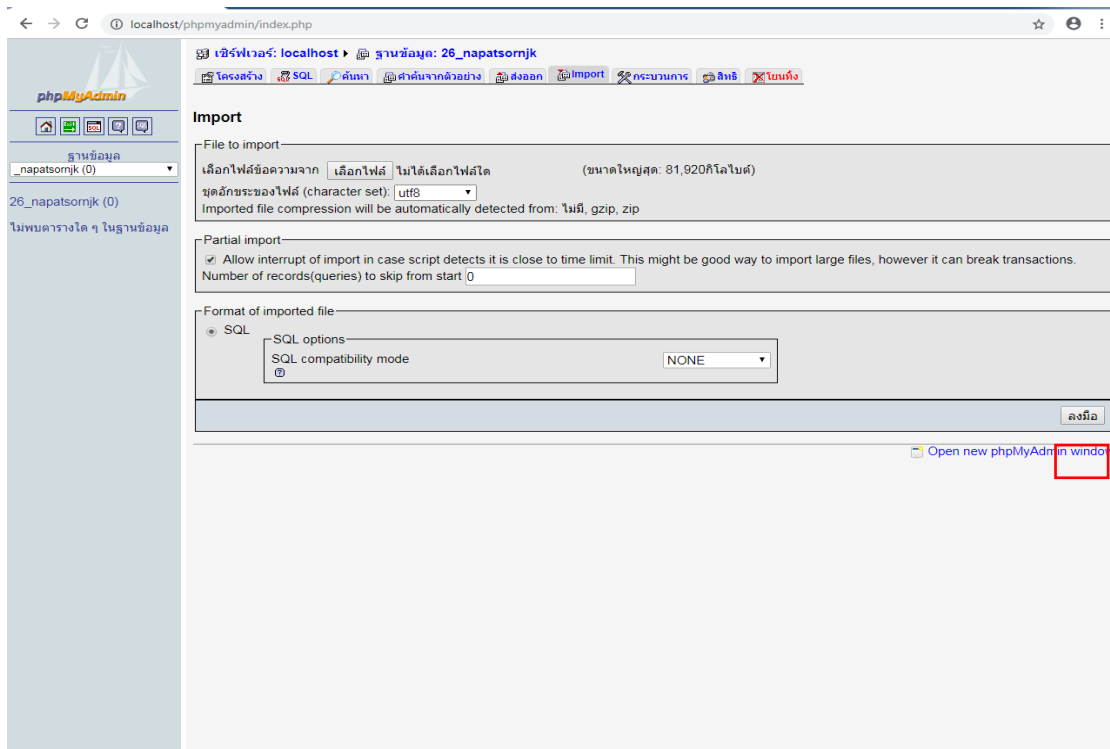 localhost/phpmyadmin/index.php
phpMyAdmin
ฐานข้อมูล
_napatsornjk (0)
26_napatsornjk (0)
ไม่พบตารางใด ๆ ในฐานข้อมูล
เซิร์ฟเวอร์: localhost ▸ ฐานข้อมูล: 26_napatsornjk
โครงสร้าง SQL ค้นหา คำค้นจากตัวอย่าง ส่งออก Import กระบวนการ สิทธิ โยนทิ้ง
Import
File to import
เลือกไฟล์ข้อความจาก เลือกไฟล์ ไม่ได้เลือกไฟล์ใด (ขนาดใหญ่สุด: 81,920กิโลไบต์)
ชุดอักขระของไฟล์ (character set): utf8
Imported file compression will be automatically detected from: ไม่มี, gzip, zip
Partial import
Allow interrupt of import in case script detects it is close to time limit. This might be good way to import large files, however it can break transactions.
Number of records(queries) to skip from start 0
Format of imported file
SQL
SQL options
SQL compatibility mode NONE
ลงมือ
Open new phpMyAdmin window